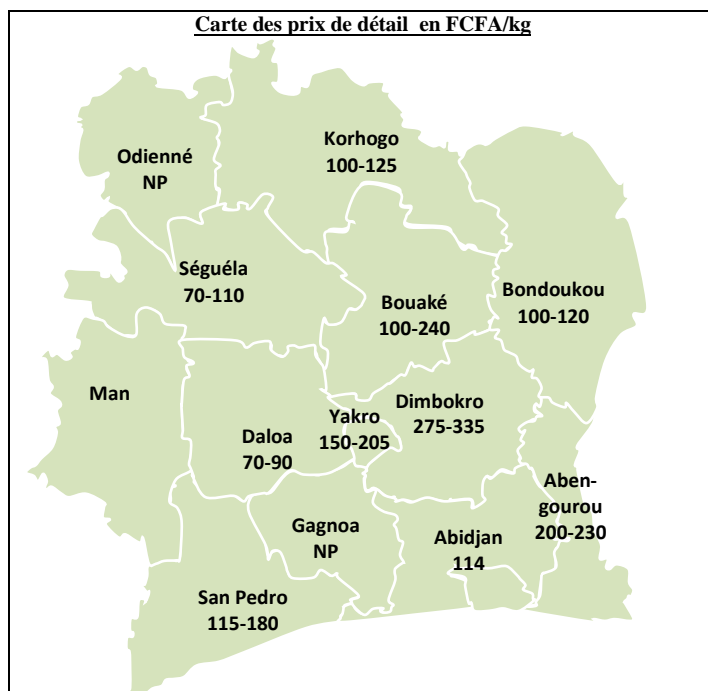 Carte des prix de détail en FCFA/kg
Korhogo
100-125
Odienné
NP
Séguéla
70-110
Bouaké
100-240
Bondoukou
100-120
Man
Dimbokro
275-335
Yakro
150-205
Daloa
70-90
Aben-
gourou
200-230
Gagnoa
NP
Abidjan
114
San Pedro
115-180